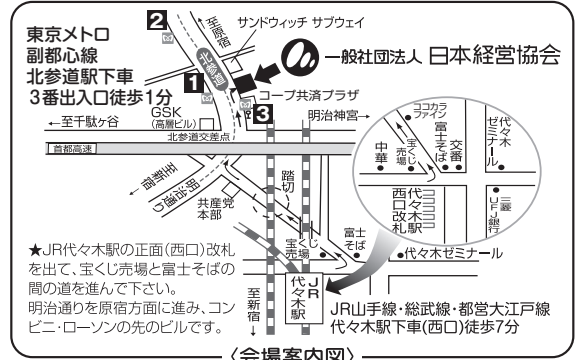 東京メトロ
副都心線
北参道駅下車
3番出入口徒歩1分
2
至原宿
サンドウィッチ サブウェイ
北参道
一般社団法人 日本経営協会
1
コープ共済プラザ
3
GSK
(高層ビル)
←至千駄ヶ谷
明治神宮→
北参道交差点
首都高速
至新宿
明治通り
共産党
本部
踏切
ココカラ
ファイン
中華
宝くじ
売場
富士そば
交番
代々木
ゼミナール
代々木駅
西口改札
三菱
UFJ銀行
宝くじ
売場
富士
そば
代々木ゼミナール
★JR代々木駅の正面(西口)改札
を出て、宝くじ売場と富士そばの
間の道を進んで下さい。
明治通りを原宿方面に進み、コン
ビニ・ローソンの先のビルです。
至新宿↓
JR
代々木駅
JR山手線・総武線・都営大江戸線
代々木駅下車(西口)徒歩7分
〈会場案内図〉